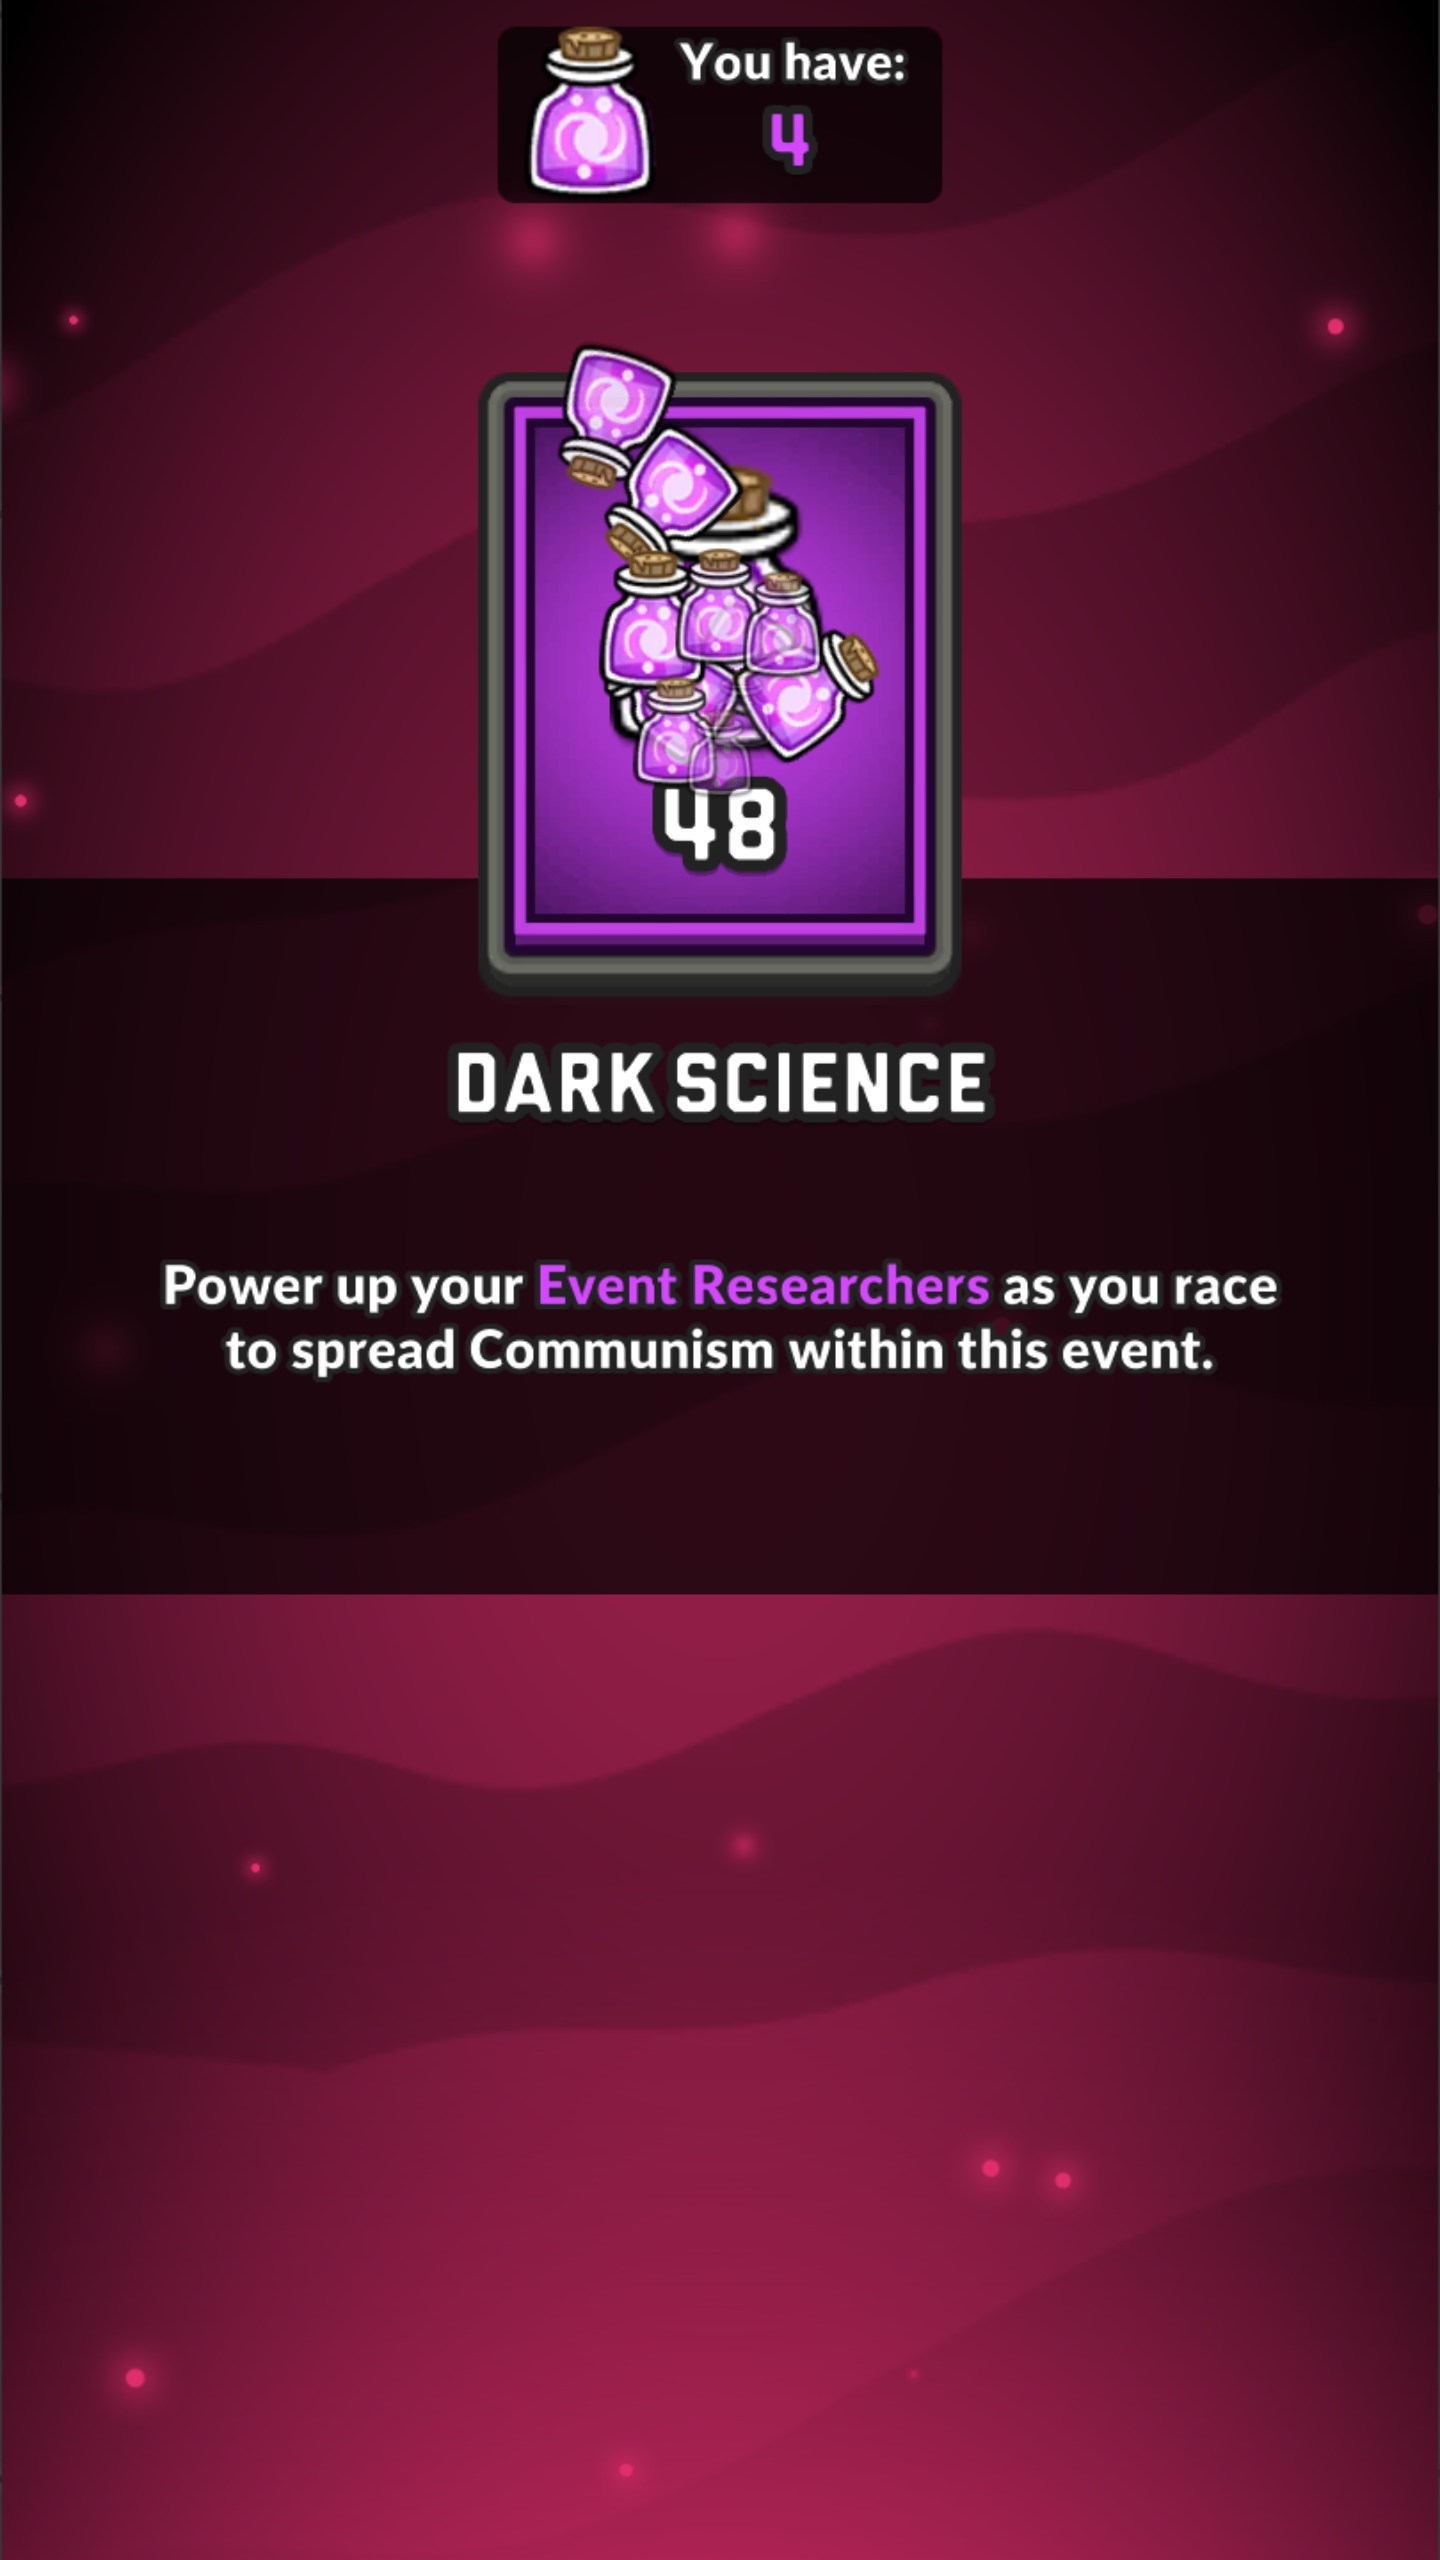 You have:
4
48
DARK SCIENCE
Power up your Event Researchers as you race
to spread Communism within this event.